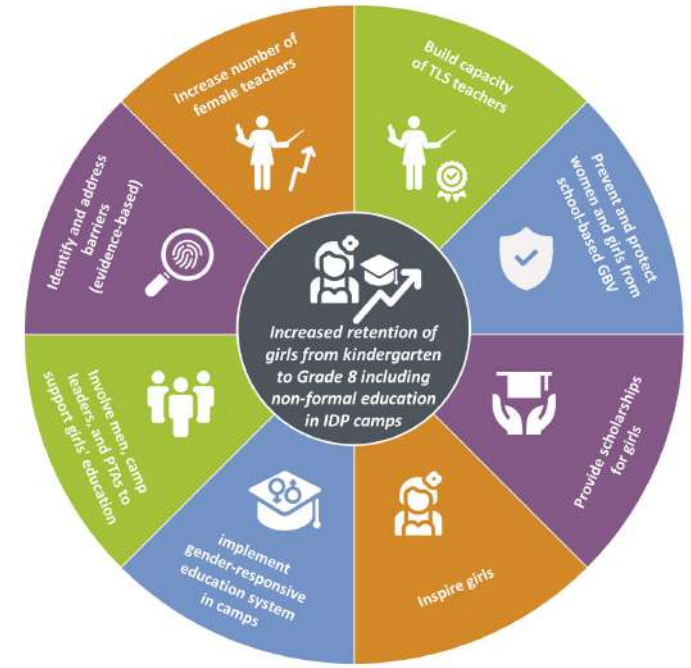 Increase number of
female teachers
Build capacity
of TLS teachers
Prevent and protect
women and girls from
school-based GBV
Provide scholarships
for girls
Inspire girls
implement
gender-responsive
education system
in camps
Involve men, camp
leaders, and PTAs to
support girls' education
Identify and address
barriers
(evidence-based)
Increased retention of
girls from kindergarten
to Grade 8 including
non-formal education
in IDP camps